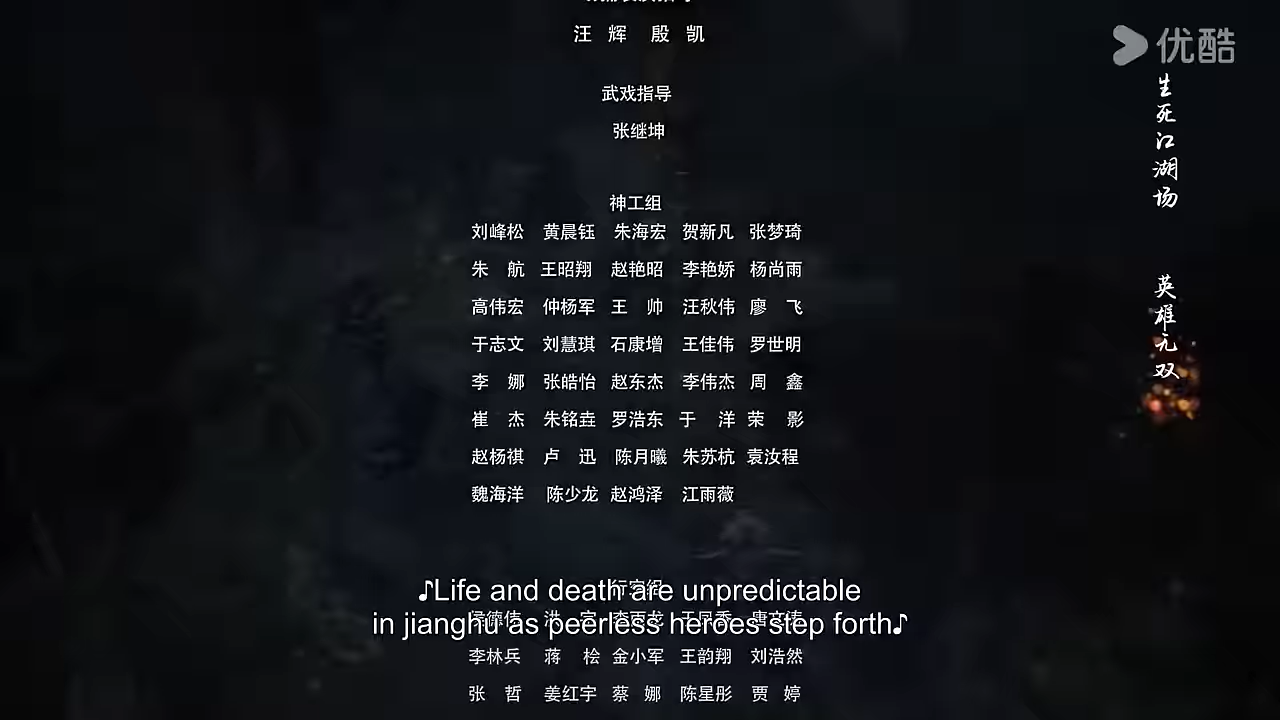 汪 辉 殷 凯
优酷
武戏指导
张继坤
生死江湖场 英雄无双
神工组
刘峰松 黄晨钰 朱海宏 贺新凡 张梦琦
朱 航 王昭翔 赵艳昭 李艳娇 杨尚雨
高伟宏 仲杨军 王 帅 汪秋伟 廖 飞
于志文 刘慧琪 石康增 王佳伟 罗世明
李 娜 张皓怡 赵东杰 李伟杰 周 鑫
崔 杰 朱铭垚 罗浩东 于 洋 荣 影
赵杨祺 卢 迅 陈月曦 朱苏杭 袁汝程
魏海洋 陈少龙 赵鸿泽 江雨薇
♪Life and death are unpredictable
in jianghu as peerless heroes step forth♪
李林兵 蒋 桧 金小军 王韵翔 刘浩然
张 哲 姜红宇 蔡 娜 陈星彤 贾 婷